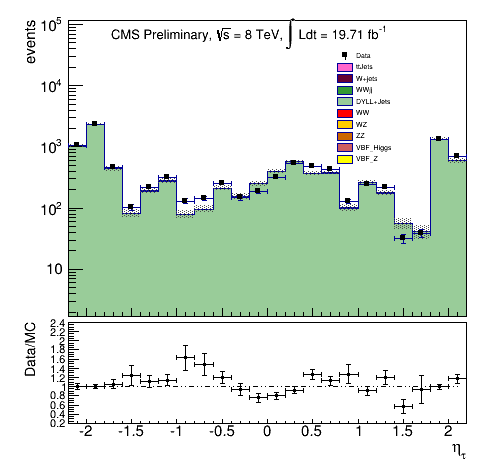 CMS Preliminary, √s = 8 TeV, ∫ Ldt = 19.71 fb⁻¹
events
10⁵
10⁴
10³
10²
10
Data
ttJets
W+jets
WWjj
DYLL+Jets
WW
WZ
ZZ
VBF_Higgs
VBF_Z
Data/MC
2.4
2.2
2
1.8
1.6
1.4
1.2
1
0.8
0.6
0.4
0.2
-2 -1.5 -1 -0.5 0 0.5 1 1.5 2
η_τ